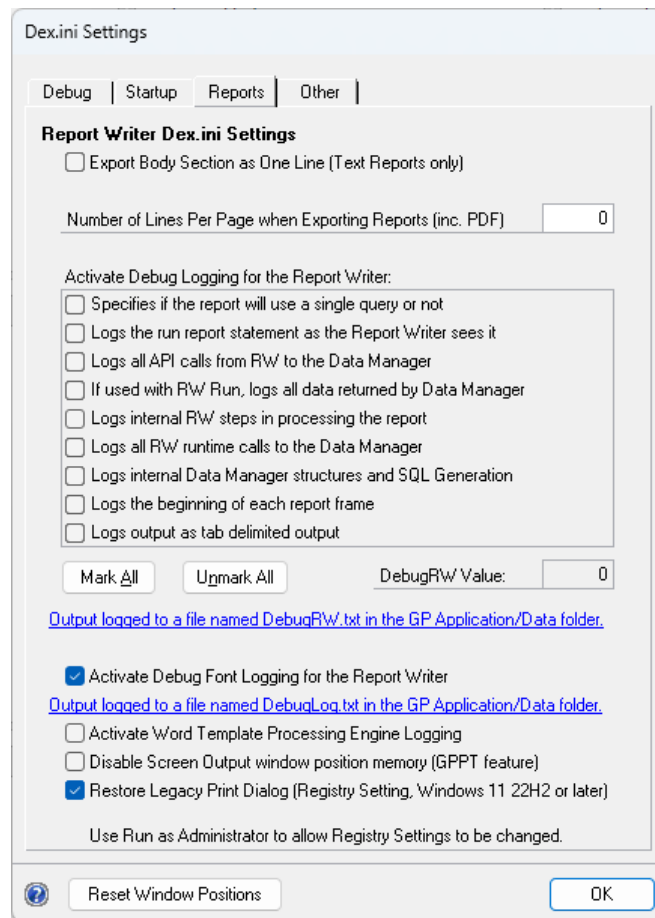 Dex.ini Settings
Debug Startup Reports Other
Report Writer Dex.ini Settings
Export Body Section as One Line (Text Reports only)
Number of Lines Per Page when Exporting Reports (inc. PDF) 0
Activate Debug Logging for the Report Writer:
Specifies if the report will use a single query or not
Logs the run report statement as the Report Writer sees it
Logs all API calls from RW to the Data Manager
If used with RW Run, logs all data returned by Data Manager
Logs internal RW steps in processing the report
Logs all RW runtime calls to the Data Manager
Logs internal Data Manager structures and SQL Generation
Logs the beginning of each report frame
Logs output as tab delimited output
Mark All Unmark All DebugRW Value: 0
Output logged to a file named DebugRW.txt in the GP Application/Data folder.
Activate Debug Font Logging for the Report Writer
Output logged to a file named DebugLog.txt in the GP Application/Data folder.
Activate Word Template Processing Engine Logging
Disable Screen Output window position memory (GPPT feature)
Restore Legacy Print Dialog (Registry Setting, Windows 11 22H2 or later)
Use Run as Administrator to allow Registry Settings to be changed.
? Reset Window Positions OK